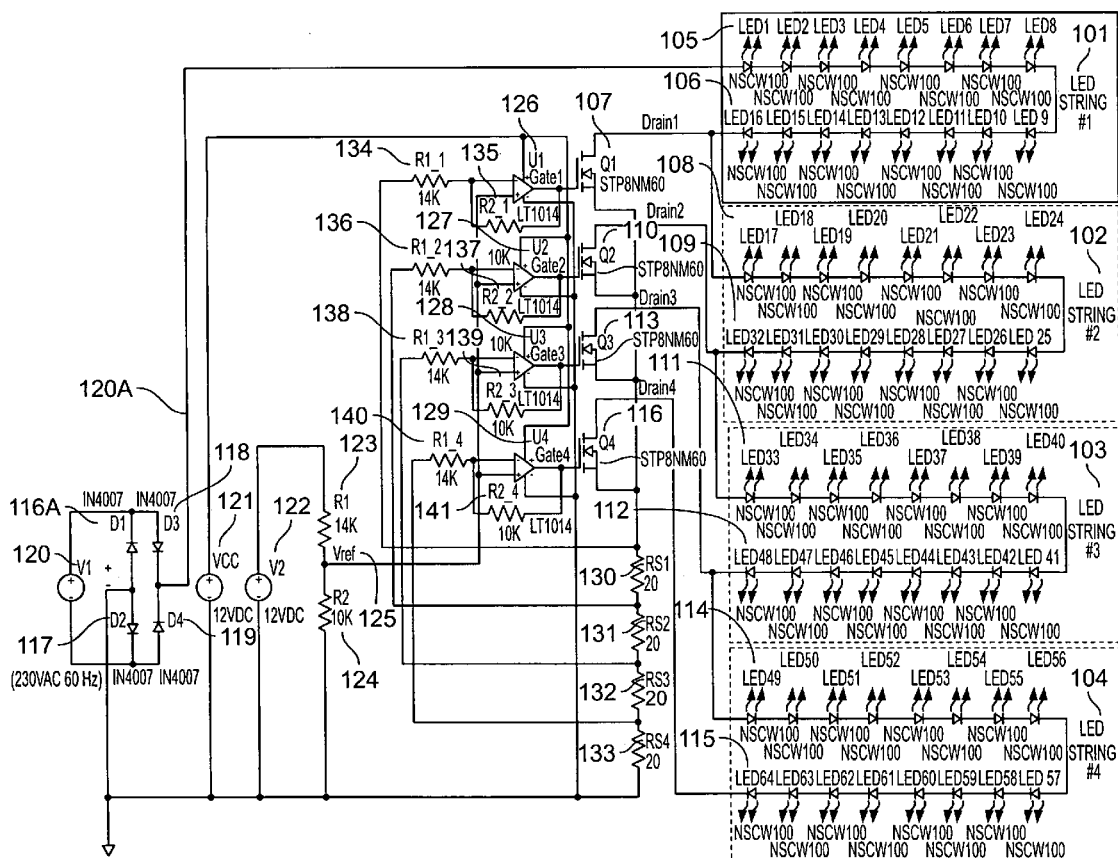 105 LED1 LED2 LED3 LED4 LED5 LED6 LED7 LED8 101
NSCW100 NSCW100 NSCW100 NSCW100
NSCW100 NSCW100 NSCW100 NSCW100
LED STRING #1
106
LED16 LED15 LED14 LED13 LED12 LED11 LED10 LED 9
NSCW100 NSCW100 NSCW100 NSCW100
NSCW100 NSCW100 NSCW100 NSCW100
126 107 Drain1
134 R1_1 14K 135 U1 Gate1 Q1 STP8NM60
R2_1 10K LT1014
108 LED18 LED20 LED22 LED24
LED17 LED19 LED21 LED23
102
NSCW100 NSCW100 NSCW100 NSCW100
NSCW100 NSCW100 NSCW100 NSCW100
LED STRING #2
109
LED32 LED31 LED30 LED29 LED28 LED27 LED26 LED 25
NSCW100 NSCW100 NSCW100 NSCW100
NSCW100 NSCW100 NSCW100 NSCW100
127 Drain2 110
136 R1_2 14K 137 U2 Gate2 Q2 STP8NM60
R2_2 10K LT1014
128 Drain3 113
138 R1_3 14K 139 U3 Gate3 Q3 STP8NM60
R2_3 10K LT1014
111 LED34 LED36 LED38 LED40
LED33 LED35 LED37 LED39
103
NSCW100 NSCW100 NSCW100 NSCW100
NSCW100 NSCW100 NSCW100 NSCW100
LED STRING #3
112
LED48 LED47 LED46 LED45 LED44 LED43 LED42 LED 41
NSCW100 NSCW100 NSCW100 NSCW100
NSCW100 NSCW100 NSCW100 NSCW100
129 Drain4 116
140 R1_4 14K 141 U4 Gate4 Q4 STP8NM60
R2_4 10K LT1014
114 LED50 LED52 LED54 LED56
LED49 LED51 LED53 LED55
104
NSCW100 NSCW100 NSCW100 NSCW100
NSCW100 NSCW100 NSCW100 NSCW100
LED STRING #4
115
LED64 LED63 LED62 LED61 LED60 LED59 LED58 LED 57
NSCW100 NSCW100 NSCW100 NSCW100
NSCW100 NSCW100 NSCW100 NSCW100
120A
118
IN4007 IN4007
116A D1 D3
120 V1
117 D2 D4 119
IN4007 IN4007
(230VAC 60 Hz)
121 VCC 12VDC
122 V2 12VDC
123 R1 14K
Vref 125
R2 10K 124
130 RS1 20
131 RS2 20
132 RS3 20
133 RS4 20